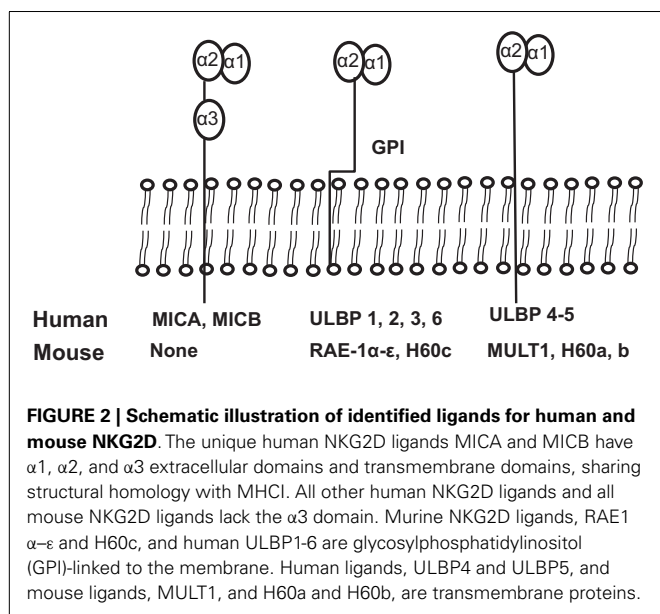 α2 α1 α2 α1 α2 α1
α3
GPI
Human MICA, MICB ULBP 1, 2, 3, 6 ULBP 4-5
Mouse None RAE-1α-ε, H60c MULT1, H60a, b
FIGURE 2 | Schematic illustration of identified ligands for human and
mouse NKG2D. The unique human NKG2D ligands MICA and MICB have
α1, α2, and α3 extracellular domains and transmembrane domains, sharing
structural homology with MHCI. All other human NKG2D ligands and all
mouse NKG2D ligands lack the α3 domain. Murine NKG2D ligands, RAE1
α–ε and H60c, and human ULBP1-6 are glycosylphosphatidylinositol
(GPI)-linked to the membrane. Human ligands, ULBP4 and ULBP5, and
mouse ligands, MULT1, and H60a and H60b, are transmembrane proteins.